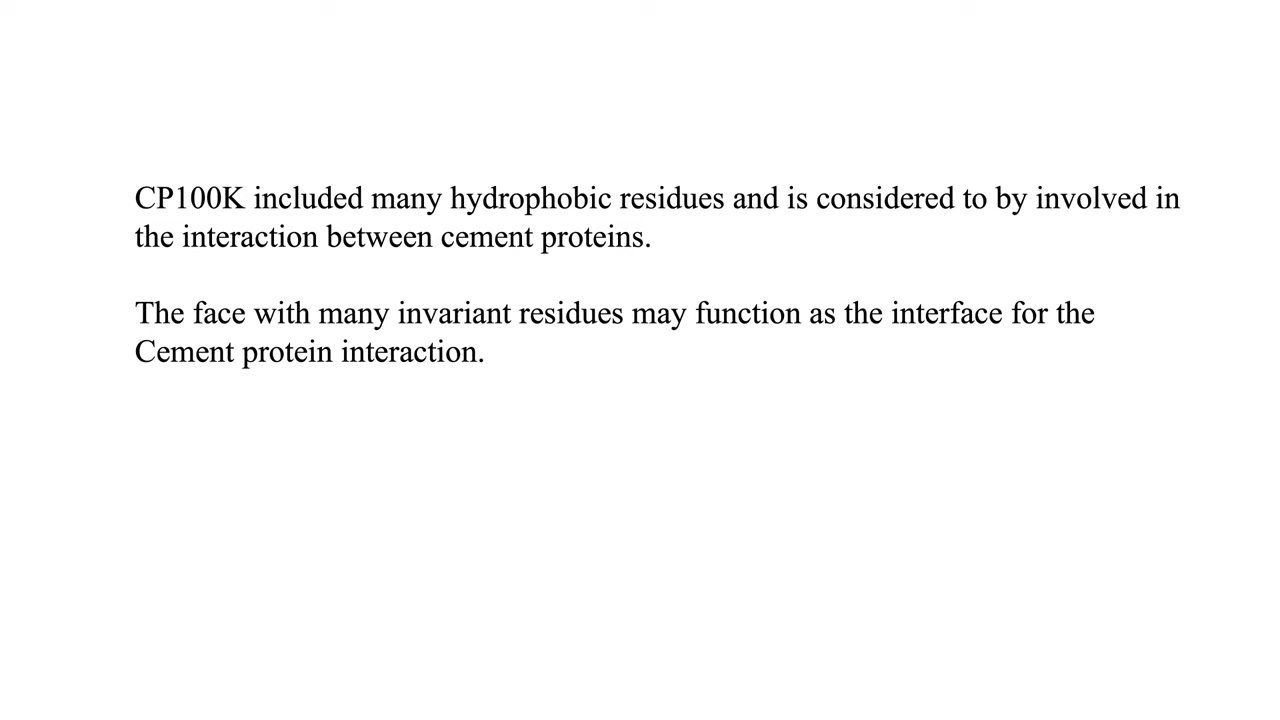 CP100K included many hydrophobic residues and is considered to by involved in
the interaction between cement proteins.
The face with many invariant residues may function as the interface for the
Cement protein interaction.